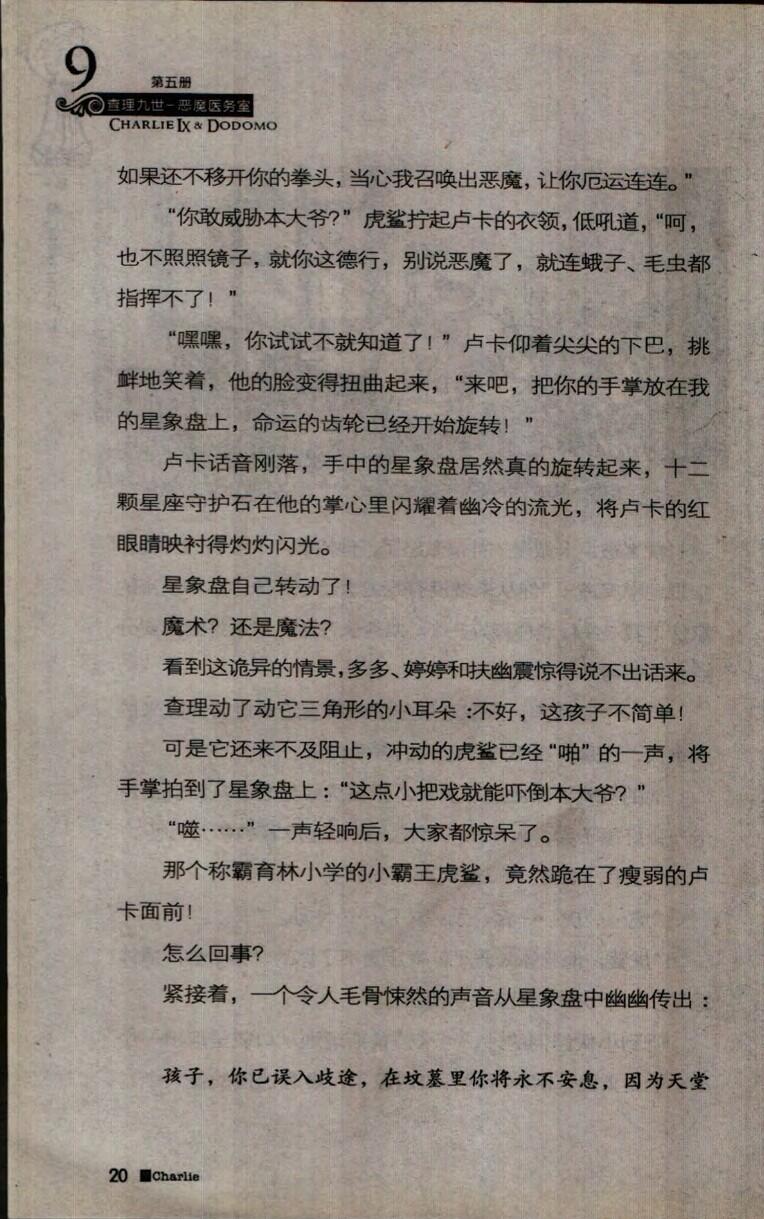 9
第五册
查理九世-恶魔医务室
CHARLIE IX & DODOMO
如果还不移开你的拳头，当心我召唤出恶魔，让你厄运连连。”
“你敢威胁本大爷？”虎鲨拧起卢卡的衣领，低吼道，“呵，
也不照照镜子，就你这德行，别说恶魔了，就连蛾子、毛虫都
指挥不了！”
“嘿嘿，你试试不就知道了！”卢卡仰着尖尖的下巴，挑
衅地笑着，他的脸变得扭曲起来，“来吧，把你的手掌放在我
的星象盘上，命运的齿轮已经开始旋转！”
卢卡话音刚落，手中的星象盘居然真的旋转起来，十二
颗星座守护石在他的掌心里闪耀着幽冷的流光，将卢卡的红
眼睛映衬得灼灼闪光。
星象盘自己转动了！
魔术？还是魔法？
看到这诡异的情景，多多、婷婷和扶幽震惊得说不出话来。
查理动了动它三角形的小耳朵：不好，这孩子不简单！
可是它还来不及阻止，冲动的虎鲨已经“啪”的一声，将
手掌拍到了星象盘上：“这点小把戏就能吓倒本大爷？”
“噬……”一声轻响后，大家都惊呆了。
那个称霸育林小学的小霸王虎鲨，竟然跪在了瘦弱的卢
卡面前！
怎么回事？
紧接着，一个令人毛骨悚然的声音从星象盘中幽幽传出：
孩子，你已误入歧途，在坟墓里你将永不安息，因为天堂
20 ■Charlie